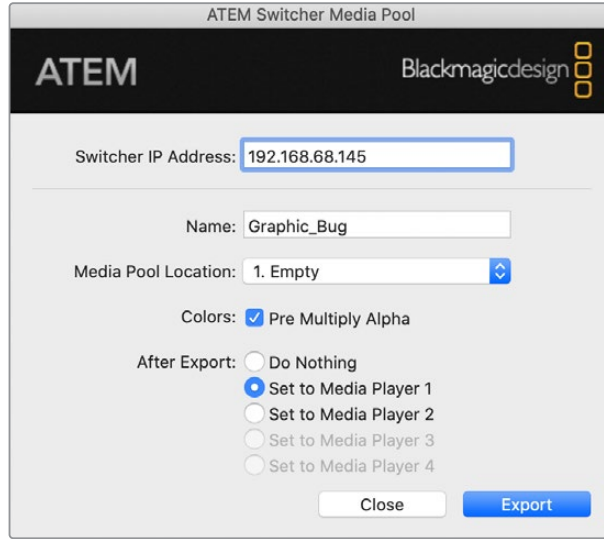 ATEM Switcher Media Pool
ATEM
Blackmagicdesign
Switcher IP Address: 192.168.68.145
Name: Graphic_Bug
Media Pool Location: 1. Empty
Colors: Pre Multiply Alpha
After Export: Do Nothing
Set to Media Player 1
Set to Media Player 2
Set to Media Player 3
Set to Media Player 4
Close Export